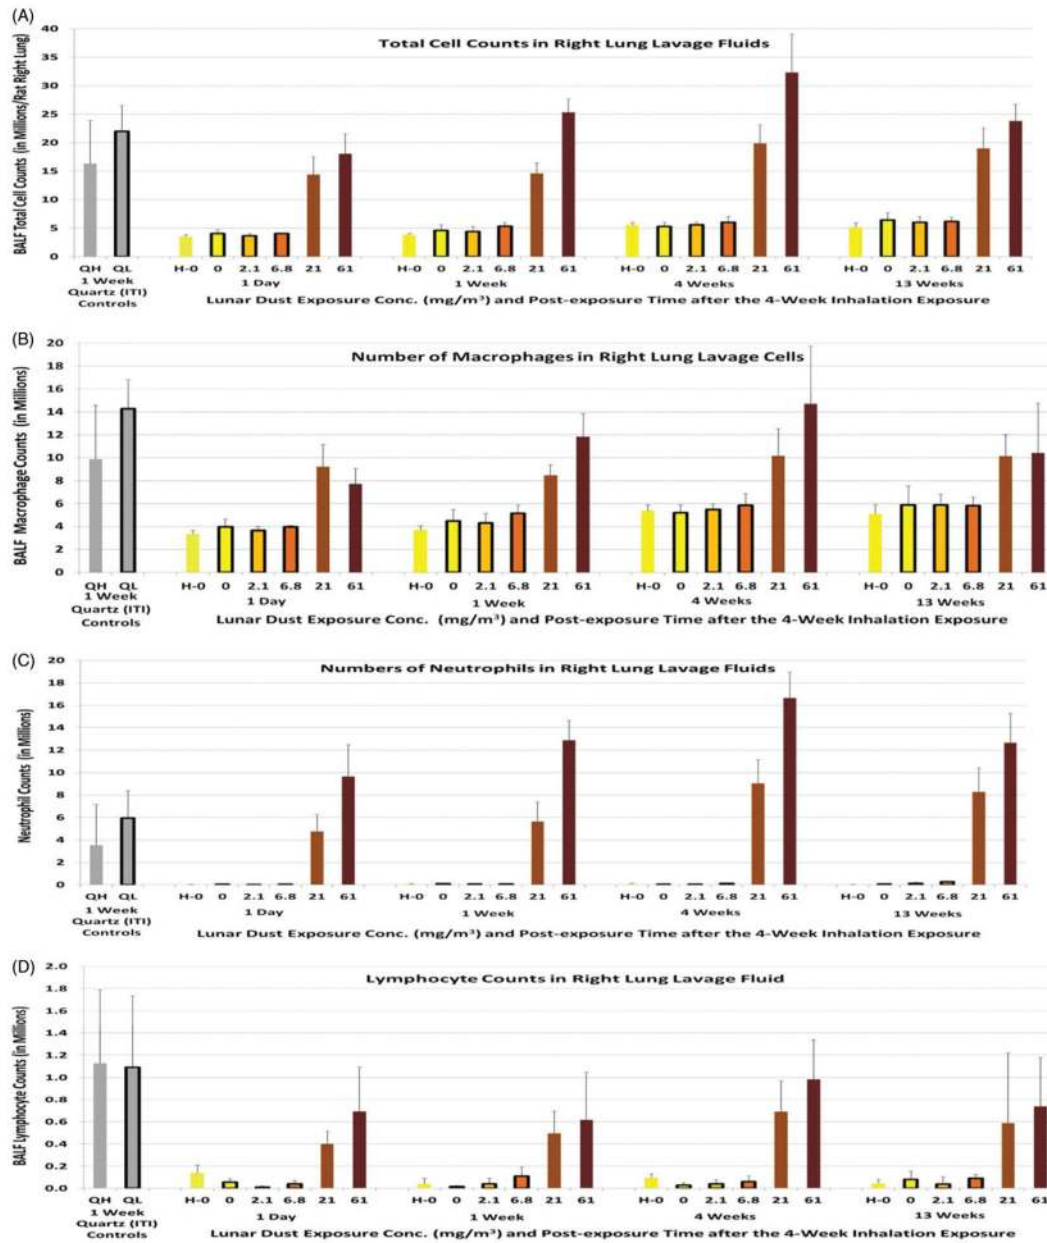 (A)
Total Cell Counts in Right Lung Lavage Fluids
BALF Total Cell Counts (in Millions/Rat Right Lung)
40
35
30
25
20
15
10
5
0
QH QL H-0 0 2.1 6.8 21 61 H-0 0 2.1 6.8 21 61 H-0 0 2.1 6.8 21 61 H-0 0 2.1 6.8 21 61
1 Week 1 Day 1 Week 4 Weeks 13 Weeks
Quartz (ITI)
Controls
Lunar Dust Exposure Conc. (mg/m³) and Post-exposure Time after the 4-Week Inhalation Exposure
(B)
Number of Macrophages in Right Lung Lavage Cells
BALF Macrophage Counts (in Millions)
20
18
16
14
12
10
8
6
4
2
0
QH QL H-0 0 2.1 6.8 21 61 H-0 0 2.1 6.8 21 61 H-0 0 2.1 6.8 21 61 H-0 0 2.1 6.8 21 61
1 Week 1 Day 1 Week 4 Weeks 13 Weeks
Quartz (ITI)
Controls
Lunar Dust Exposure Conc. (mg/m³) and Post-exposure Time after the 4-Week Inhalation Exposure
(C)
Numbers of Neutrophils in Right Lung Lavage Fluids
Neutrophil Counts (in Millions)
20
18
16
14
12
10
8
6
4
2
0
QH QL H-0 0 2.1 6.8 21 61 H-0 0 2.1 6.8 21 61 H-0 0 2.1 6.8 21 61 H-0 0 2.1 6.8 21 61
1 Week 1 Day 1 Week 4 Weeks 13 Weeks
Quartz (ITI)
Controls
Lunar Dust Exposure Conc. (mg/m³) and Post-exposure Time after the 4-Week Inhalation Exposure
(D)
Lymphocyte Counts in Right Lung Lavage Fluid
BALF Lymphocyte Counts (in Millions)
2.0
1.8
1.6
1.4
1.2
1.0
0.8
0.6
0.4
0.2
0.0
QH QL H-0 0 2.1 6.8 21 61 H-0 0 2.1 6.8 21 61 H-0 0 2.1 6.8 21 61 H-0 0 2.1 6.8 21 61
1 Week 1 Day 1 Week 4 Weeks 13 Weeks
Quartz (ITI)
Controls
Lunar Dust Exposure Conc. (mg/m³) and Post-exposure Time after the 4-Week Inhalation Exposure